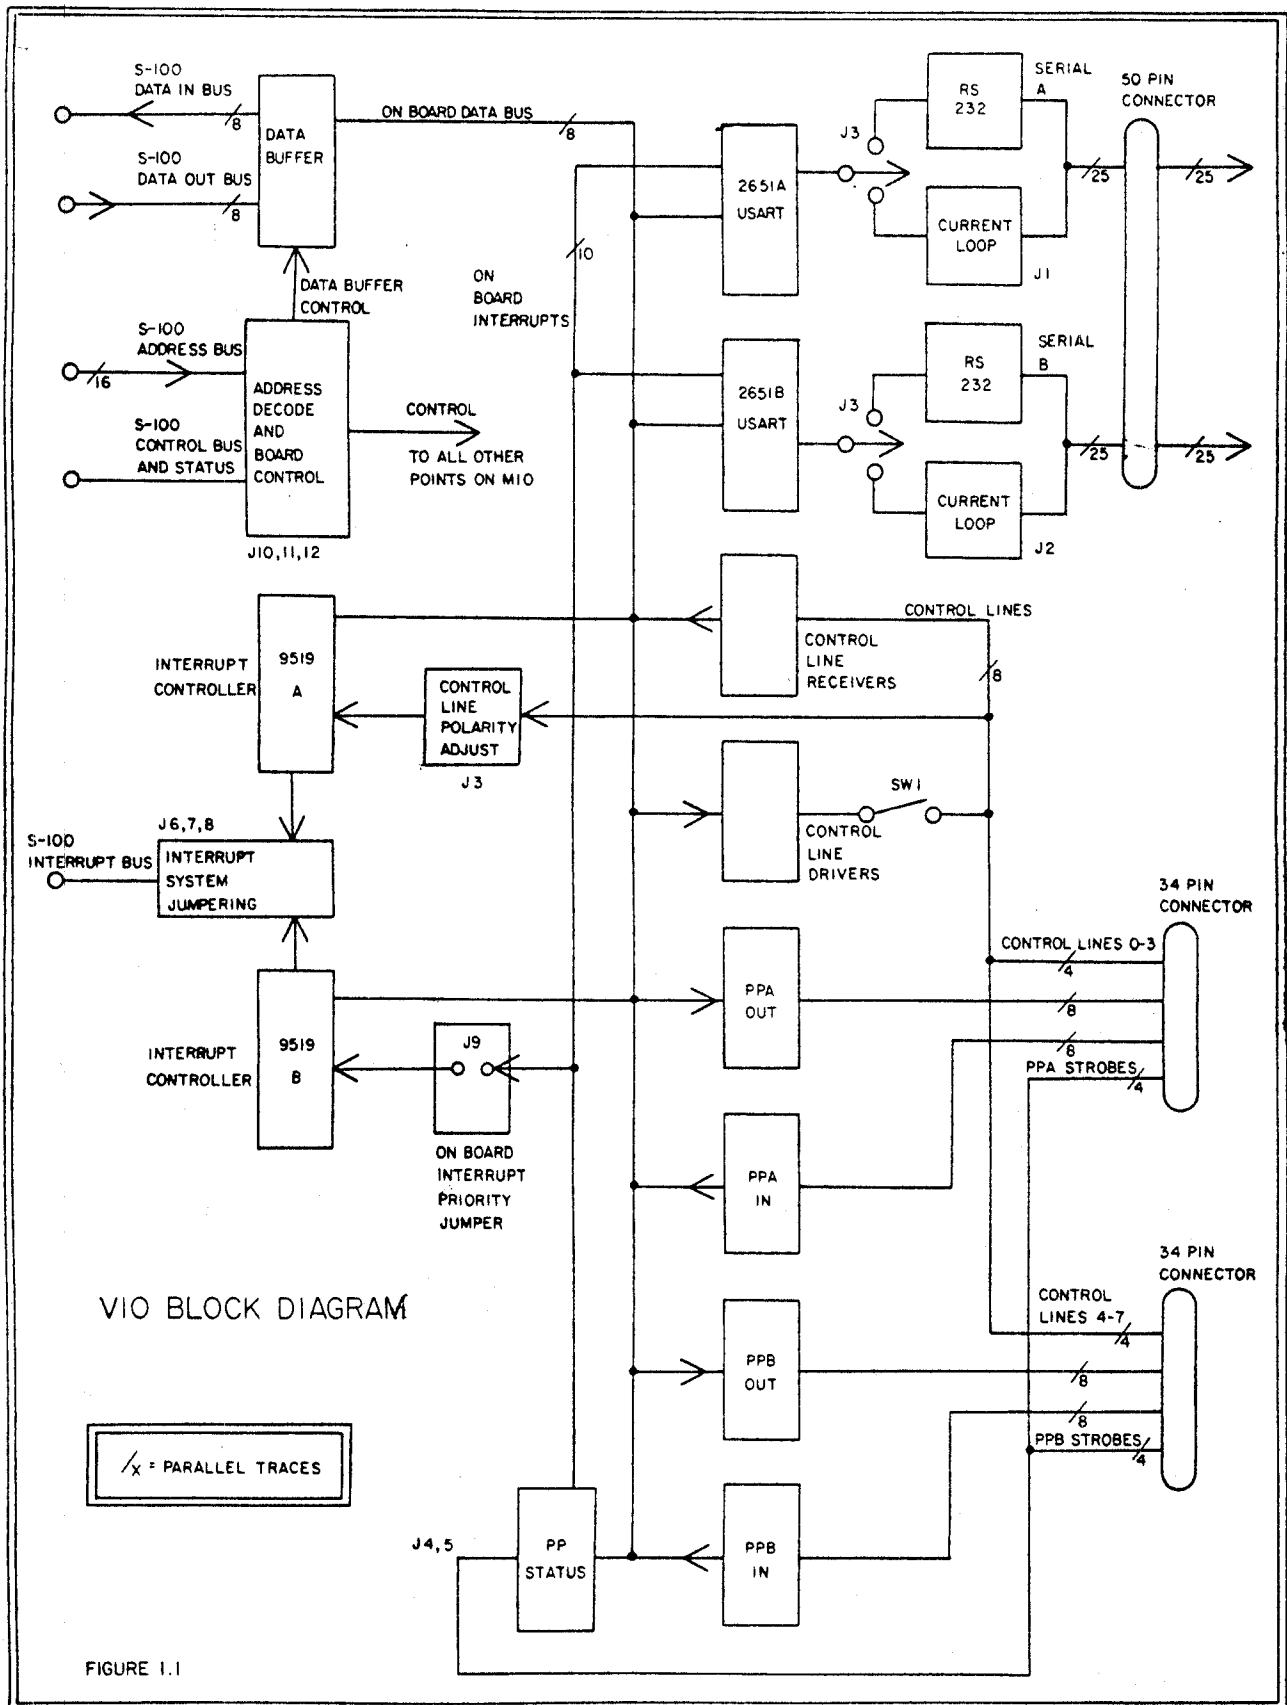 S-100
DATA IN BUS
/8
DATA
BUFFER
ON BOARD DATA BUS
/8
S-100
DATA OUT BUS
/8
DATA BUFFER
CONTROL
S-100
ADDRESS BUS
/16
S-100
CONTROL BUS
AND STATUS
ADDRESS
DECODE
AND
BOARD
CONTROL
J10,11,12
CONTROL
TO ALL OTHER
POINTS ON MIO
/10
ON
BOARD
INTERRUPTS
2651A
USART
J3
RS
232
SERIAL
A
CURRENT
LOOP
J1
/25
50 PIN
CONNECTOR
/25
2651B
USART
J3
RS
232
SERIAL
B
CURRENT
LOOP
J2
/25
/25
INTERRUPT
CONTROLLER
9519
A
CONTROL
LINE
POLARITY
ADJUST
J3
CONTROL LINES
CONTROL
LINE
RECEIVERS
/8
SW1
CONTROL
LINE
DRIVERS
J6,7,8
S-100
INTERRUPT BUS
INTERRUPT
SYSTEM
JUMPERING
34 PIN
CONNECTOR
CONTROL LINES 0-3
/4
PPA
OUT
/8
/8
PPA STROBES
/4
INTERRUPT
CONTROLLER
9519
B
J9
ON BOARD
INTERRUPT
PRIORITY
JUMPER
PPA
IN
34 PIN
CONNECTOR
CONTROL
LINES 4-7
/4
PPB
OUT
/8
/8
PPB STROBES
/4
VIO BLOCK DIAGRAM
/x = PARALLEL TRACES
J4,5
PP
STATUS
PPB
IN
FIGURE 1.1